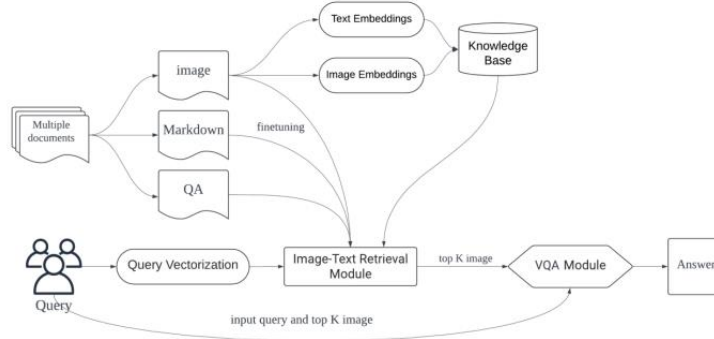 Text Embeddings
image
Image Embeddings
Knowledge
Base
Multiple
documents
Markdown
finetuning
QA
Query Vectorization
Image-Text Retrieval
Module
top K image
VQA Module
Answer
Query
input query and top K image